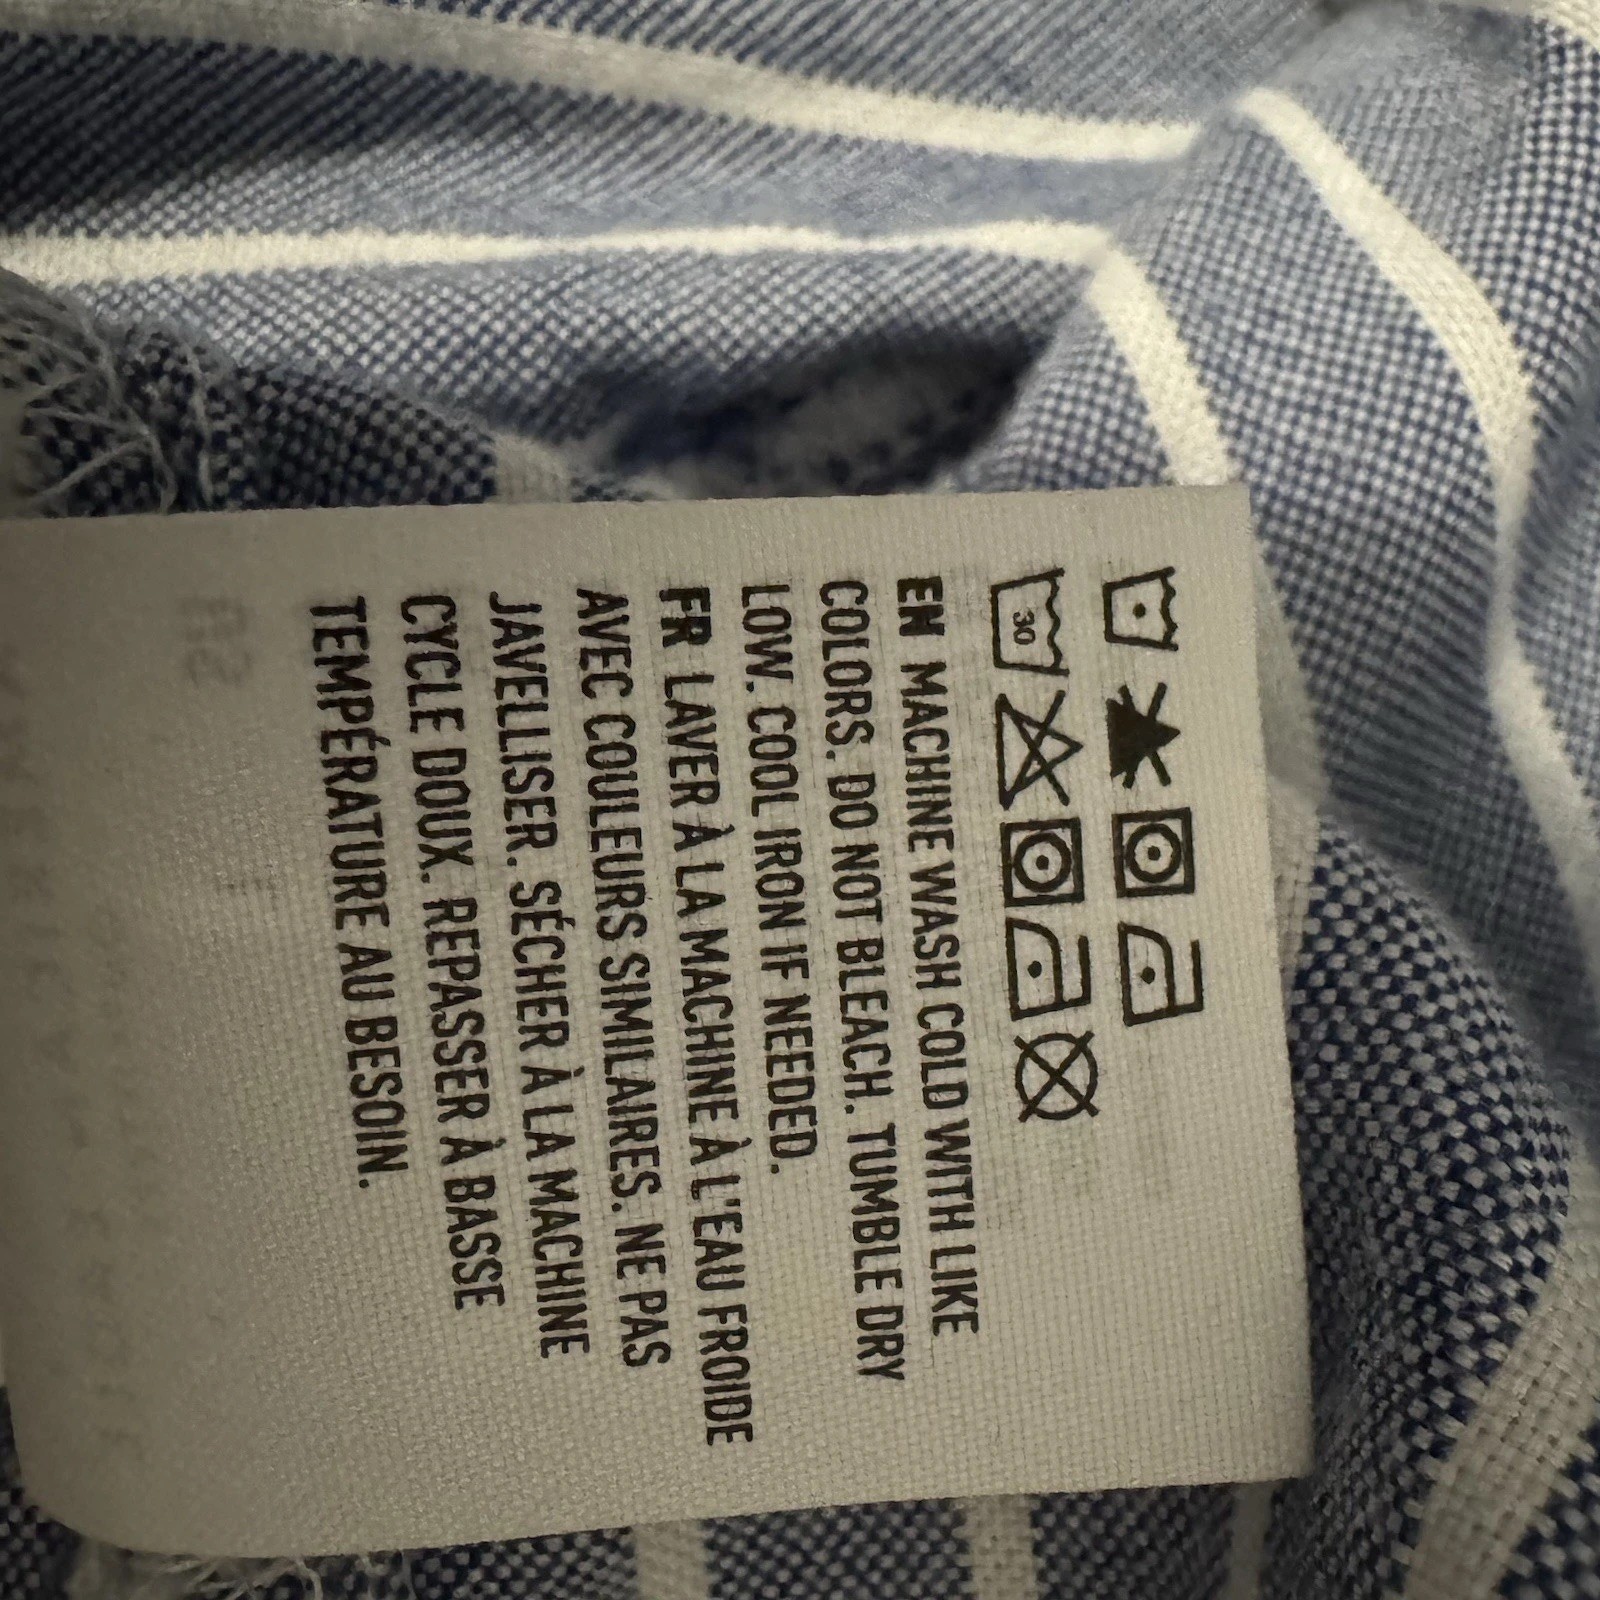 30
EN MACHINE WASH COLD WITH LIKE
COLORS. DO NOT BLEACH. TUMBLE DRY
LOW. COOL IRON IF NEEDED.
FR LAVER À LA MACHINE À L'EAU FROIDE
AVEC COULEURS SIMILAIRES. NE PAS
JAVELLISER. SÉCHER À LA MACHINE
CYCLE DOUX. REPASSER À BASSE
TEMPÉRATURE AU BESOIN.